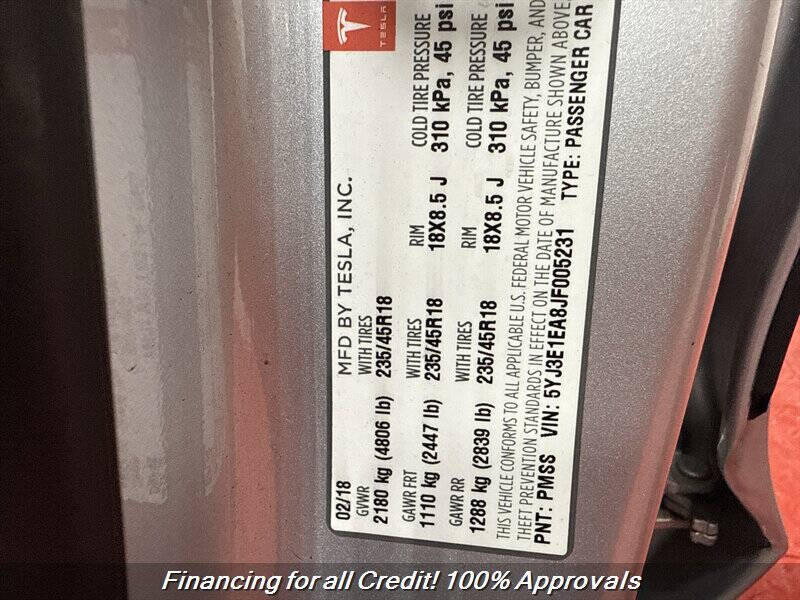 TESLA
MFD BY TESLA, INC.
02/18
GVWR WITH TIRES RIM COLD TIRE PRESSURE
2180 kg (4806 lb) 235/45R18 18X8.5 J 310 kPa, 45 psi
GAWR FRT WITH TIRES RIM COLD TIRE PRESSURE
1110 kg (2447 lb) 235/45R18 18X8.5 J 310 kPa, 45 psi
GAWR RR WITH TIRES
1288 kg (2839 lb) 235/45R18
THIS VEHICLE CONFORMS TO ALL APPLICABLE U.S. FEDERAL MOTOR VEHICLE SAFETY, BUMPER, AND
THEFT PREVENTION STANDARDS IN EFFECT ON THE DATE OF MANUFACTURE SHOWN ABOVE.
PNT: PMSS VIN: 5YJ3E1EA8JF005231 TYPE: PASSENGER CAR
Financing for all Credit! 100% Approvals